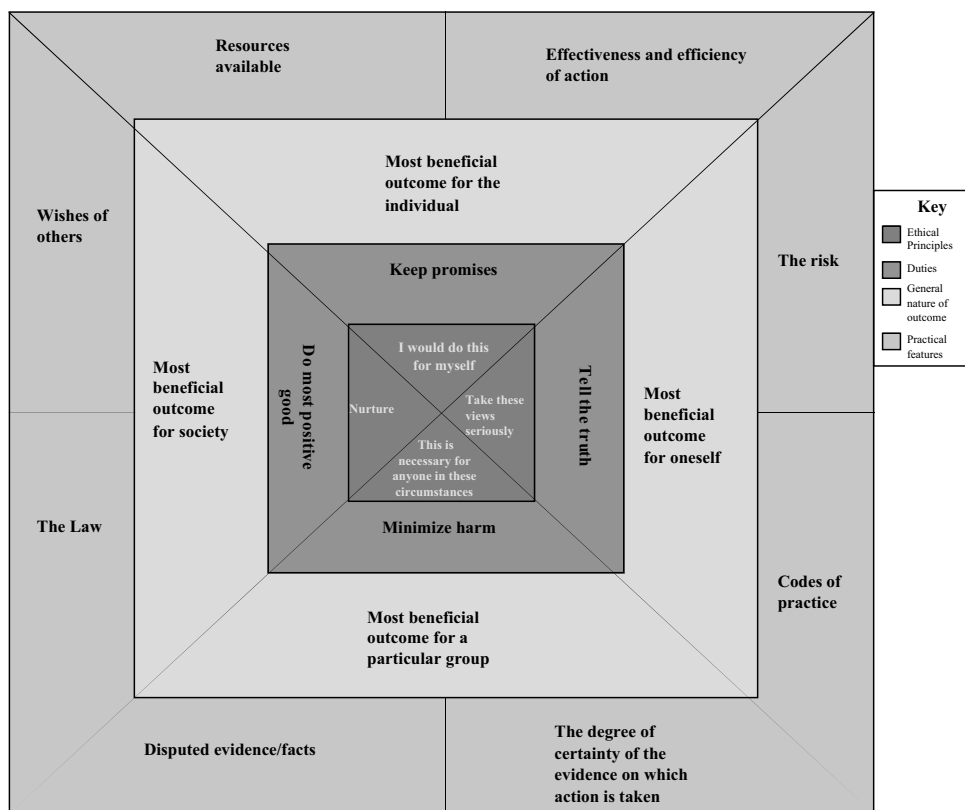 Resources
available
Effectiveness and efficiency
of action
Most beneficial
outcome for the
individual
Wishes of
others
Key
Ethical
Principles
Duties
General
nature of
outcome
Practical
features
The risk
Keep promises
I would do this
for myself
Do most positive
good
Nurture
Take these
views
seriously
Tell the truth
Most
beneficial
outcome
for society
Most
beneficial
outcome
for oneself
This is
necessary for
anyone in these
circumstances
Minimize harm
The Law
Codes of
practice
Most beneficial
outcome for a
particular group
Disputed evidence/facts
The degree of
certainty of the
evidence on which
action is taken